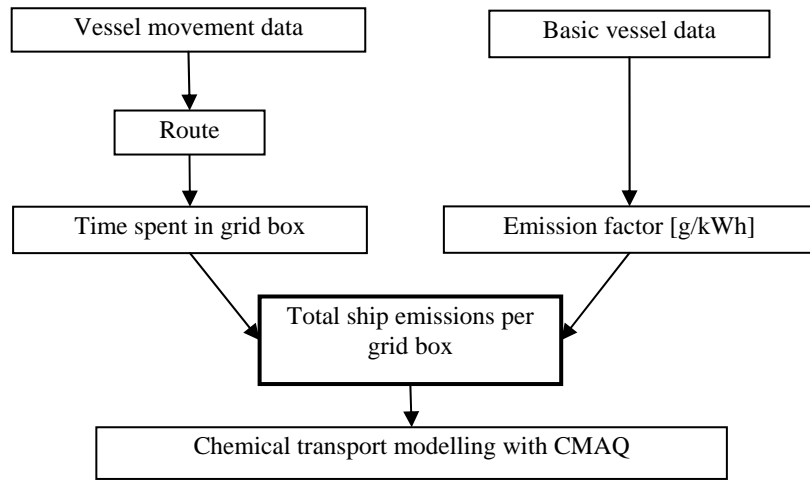 Vessel movement data
Basic vessel data
Route
Time spent in grid box
Emission factor [g/kWh]
Total ship emissions per
grid box
Chemical transport modelling with CMAQ